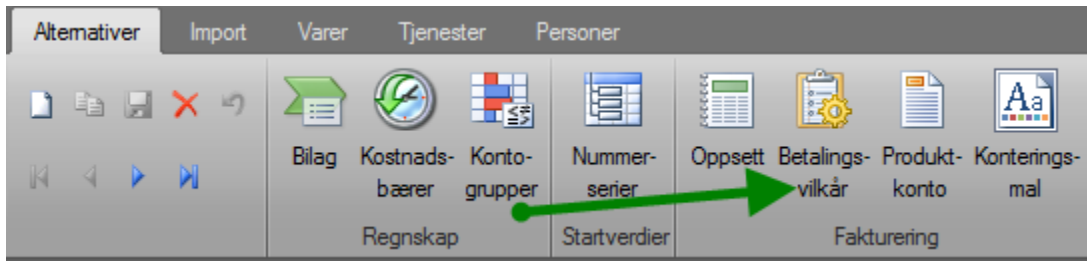 Alternativer Import Varer Tjenester Personer
Bilag Kostnads- Konto- Nummer- Oppsett Betalings- Produkt- Konterings-
bærer grupper serier vilkår konto mal
Regnskap Startverdier Fakturering